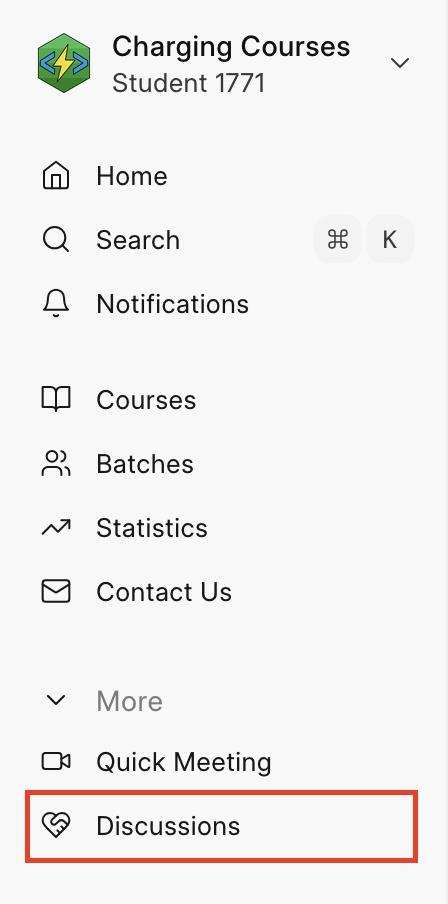 Charging Courses
Student 1771
Home
Search ⌘ K
Notifications
Courses
Batches
Statistics
Contact Us
More
Quick Meeting
Discussions